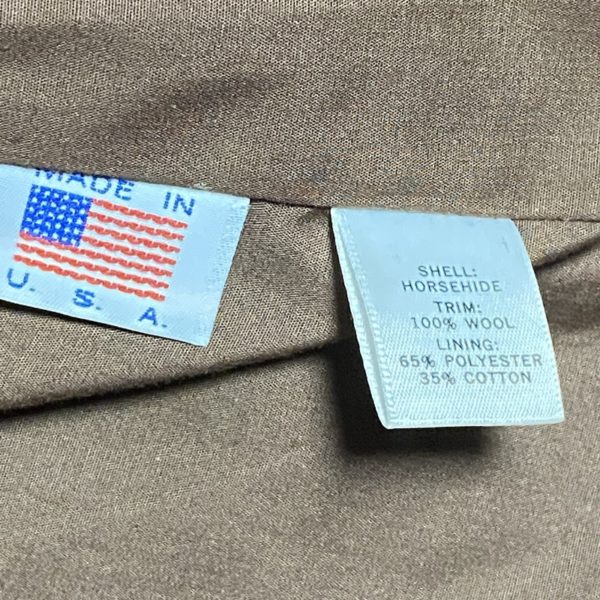 MADE IN
U. S. A.
SHELL:
HORSEHIDE
TRIM:
100% WOOL
LINING:
65% POLYESTER
35% COTTON